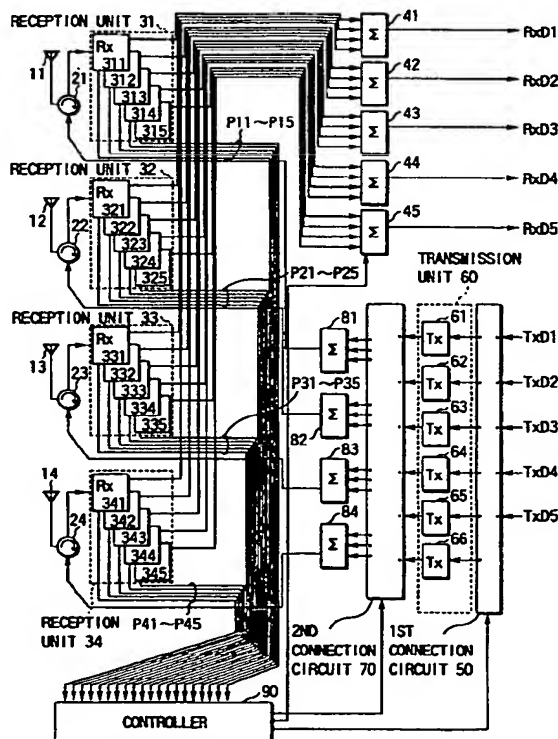 RECEPTION UNIT 31
41
Rx
311
312
313
314
315
Σ
RxD1
11
21
42
Σ
RxD2
P11~P15
43
Σ
RxD3
RECEPTION UNIT 32
44
Σ
RxD4
Rx
321
322
323
324
325
12
22
45
Σ
RxD5
P21~P25
TRANSMISSION
UNIT 60
RECEPTION UNIT 33
81
61
Σ
Tx
TxD1
Rx
331
332
333
334
335
13
23
62
Tx
TxD2
P31~P35
82
Σ
63
Tx
TxD3
14
83
Σ
64
Tx
TxD4
Rx
341
342
343
344
345
24
65
Tx
TxD5
84
Σ
66
Tx
P41~P45
RECEPTION
UNIT 34
2ND
CONNECTION
CIRCUIT 70
1ST
CONNECTION
CIRCUIT 50
90
CONTROLLER